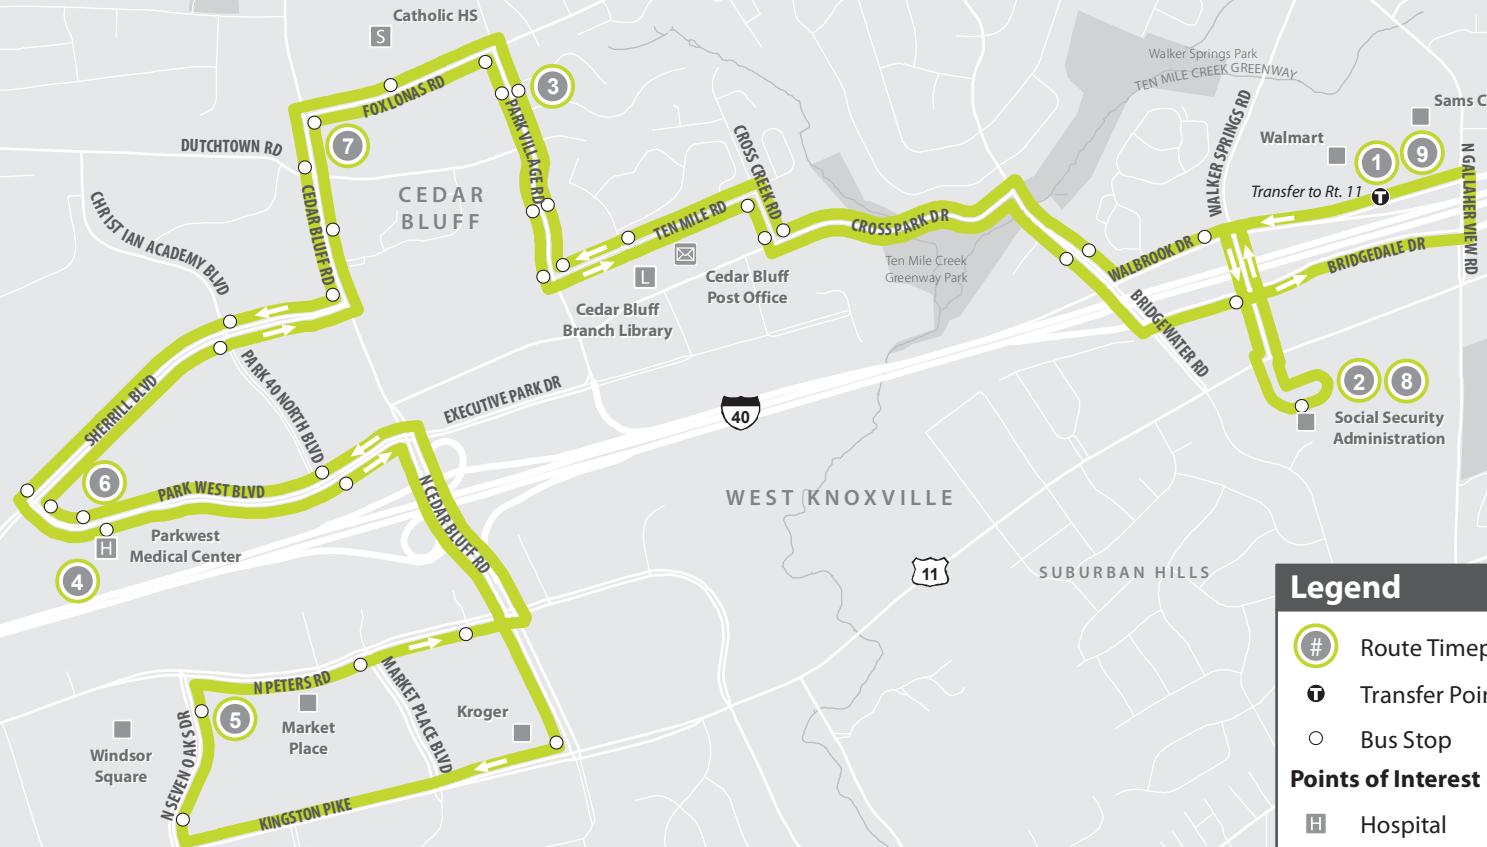 Catholic HS
S
Walker Springs Park
TEN MILE CREEK GREENWAY
FOX LONAS RD
3
Sams C
WALKER SPRINGS RD
Walmart
DUTCHTOWN RD
7
PARK VILLAGE RD
CROSS CREEK RD
1
9
N GALLAHER VIEW RD
Transfer to Rt. 11
T
CEDAR
BLUFF
CHRISTIAN ACADEMY BLVD
CEDAR BLUFF RD
TEN MILE RD
CROSS PARK DR
WALBROOK DR
BRIDGEDALE DR
Ten Mile Creek
Greenway Park
L
Cedar Bluff
Post Office
Cedar Bluff
Branch Library
BRIDGEWATER RD
PARK 40 NORTH BLVD
SHERRILL BLVD
EXECUTIVE PARK DR
40
2
8
Social Security
Administration
6
PARK WEST BLVD
N CEDAR BLUFF RD
WEST KNOXVILLE
Parkwest
Medical Center
H
4
11
SUBURBAN HILLS
Legend
#
Route Timep
T
Transfer Poin
Bus Stop
Points of Interest
H
Hospital
N PETERS RD
MARKET PLACE BLVD
5
Market
Place
Kroger
N SEVEN OAKS DR
Windsor
Square
KINGSTON PIKE